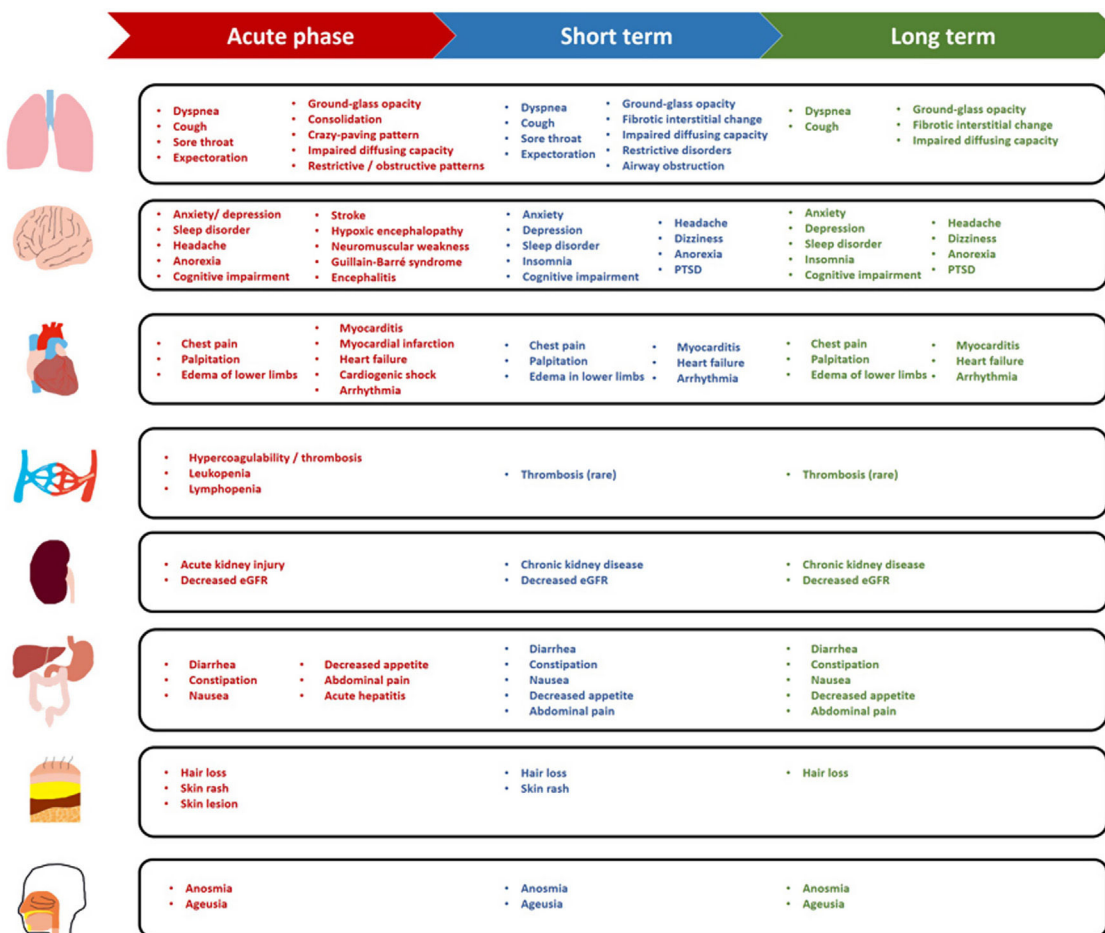 Acute phase
Short term
Long term
• Dyspnea
• Cough
• Sore throat
• Expectoration
• Ground-glass opacity
• Consolidation
• Crazy-paving pattern
• Impaired diffusing capacity
• Restrictive / obstructive patterns
• Dyspnea
• Cough
• Sore throat
• Expectoration
• Ground-glass opacity
• Fibrotic interstitial change
• Impaired diffusing capacity
• Restrictive disorders
• Airway obstruction
• Dyspnea
• Cough
• Ground-glass opacity
• Fibrotic interstitial change
• Impaired diffusing capacity
• Anxiety/ depression
• Sleep disorder
• Headache
• Anorexia
• Cognitive impairment
• Stroke
• Hypoxic encephalopathy
• Neuromuscular weakness
• Guillain-Barré syndrome
• Encephalitis
• Anxiety
• Depression
• Sleep disorder
• Insomnia
• Cognitive impairment
• Headache
• Dizziness
• Anorexia
• PTSD
• Anxiety
• Depression
• Sleep disorder
• Insomnia
• Cognitive impairment
• Headache
• Dizziness
• Anorexia
• PTSD
• Chest pain
• Palpitation
• Edema of lower limbs
• Myocarditis
• Myocardial infarction
• Heart failure
• Cardiogenic shock
• Arrhythmia
• Chest pain
• Palpitation
• Edema in lower limbs
• Myocarditis
• Heart failure
• Arrhythmia
• Chest pain
• Palpitation
• Edema of lower limbs
• Myocarditis
• Heart failure
• Arrhythmia
• Hypercoagulability / thrombosis
• Leukopenia
• Lymphopenia
• Thrombosis (rare)
• Thrombosis (rare)
• Acute kidney injury
• Decreased eGFR
• Chronic kidney disease
• Decreased eGFR
• Chronic kidney disease
• Decreased eGFR
• Diarrhea
• Constipation
• Nausea
• Decreased appetite
• Abdominal pain
• Acute hepatitis
• Diarrhea
• Constipation
• Nausea
• Decreased appetite
• Abdominal pain
• Diarrhea
• Constipation
• Nausea
• Decreased appetite
• Abdominal pain
• Hair loss
• Skin rash
• Skin lesion
• Hair loss
• Skin rash
• Hair loss
• Anosmia
• Ageusia
• Anosmia
• Ageusia
• Anosmia
• Ageusia